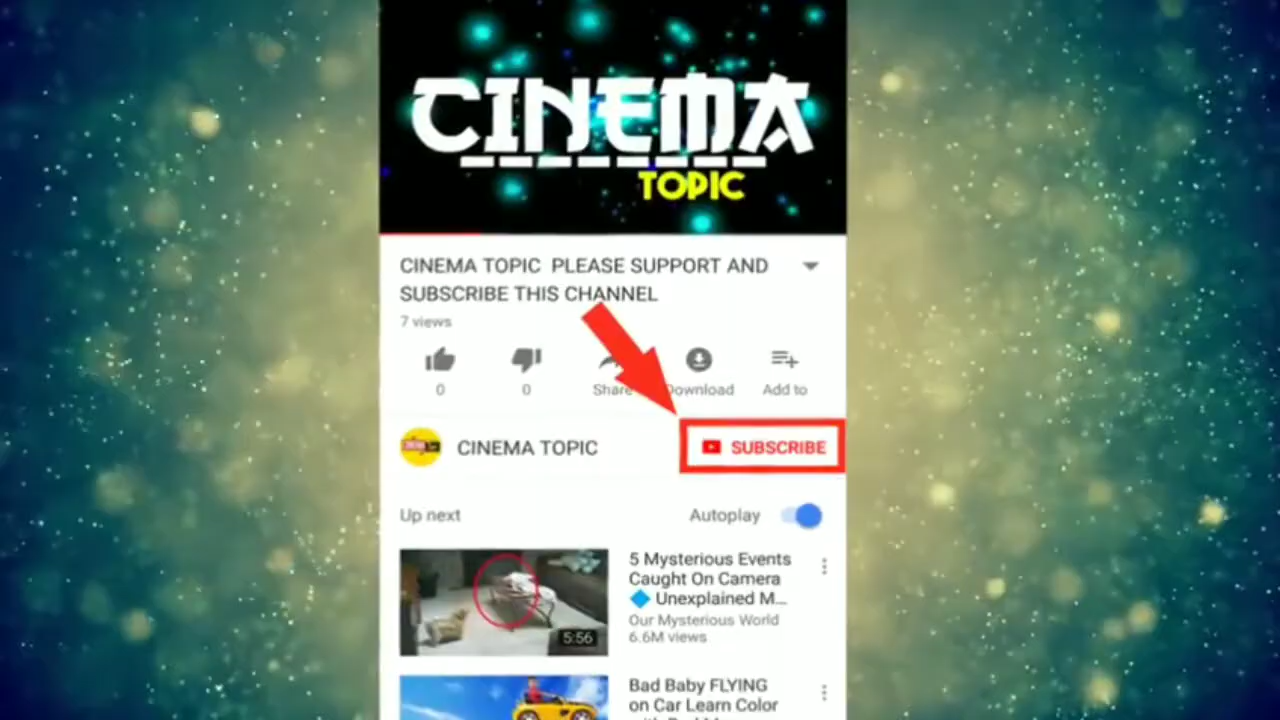 CINEMA
TOPIC
CINEMA TOPIC PLEASE SUPPORT AND
SUBSCRIBE THIS CHANNEL
7 views
0
0
Share
Download
Add to
CINEMA TOPIC
SUBSCRIBE
Up next
Autoplay
5 Mysterious Events
Caught On Camera
🔷 Unexplained M...
Our Mysterious World
6.6M views
5:56
Bad Baby FLYING
on Car Learn Color